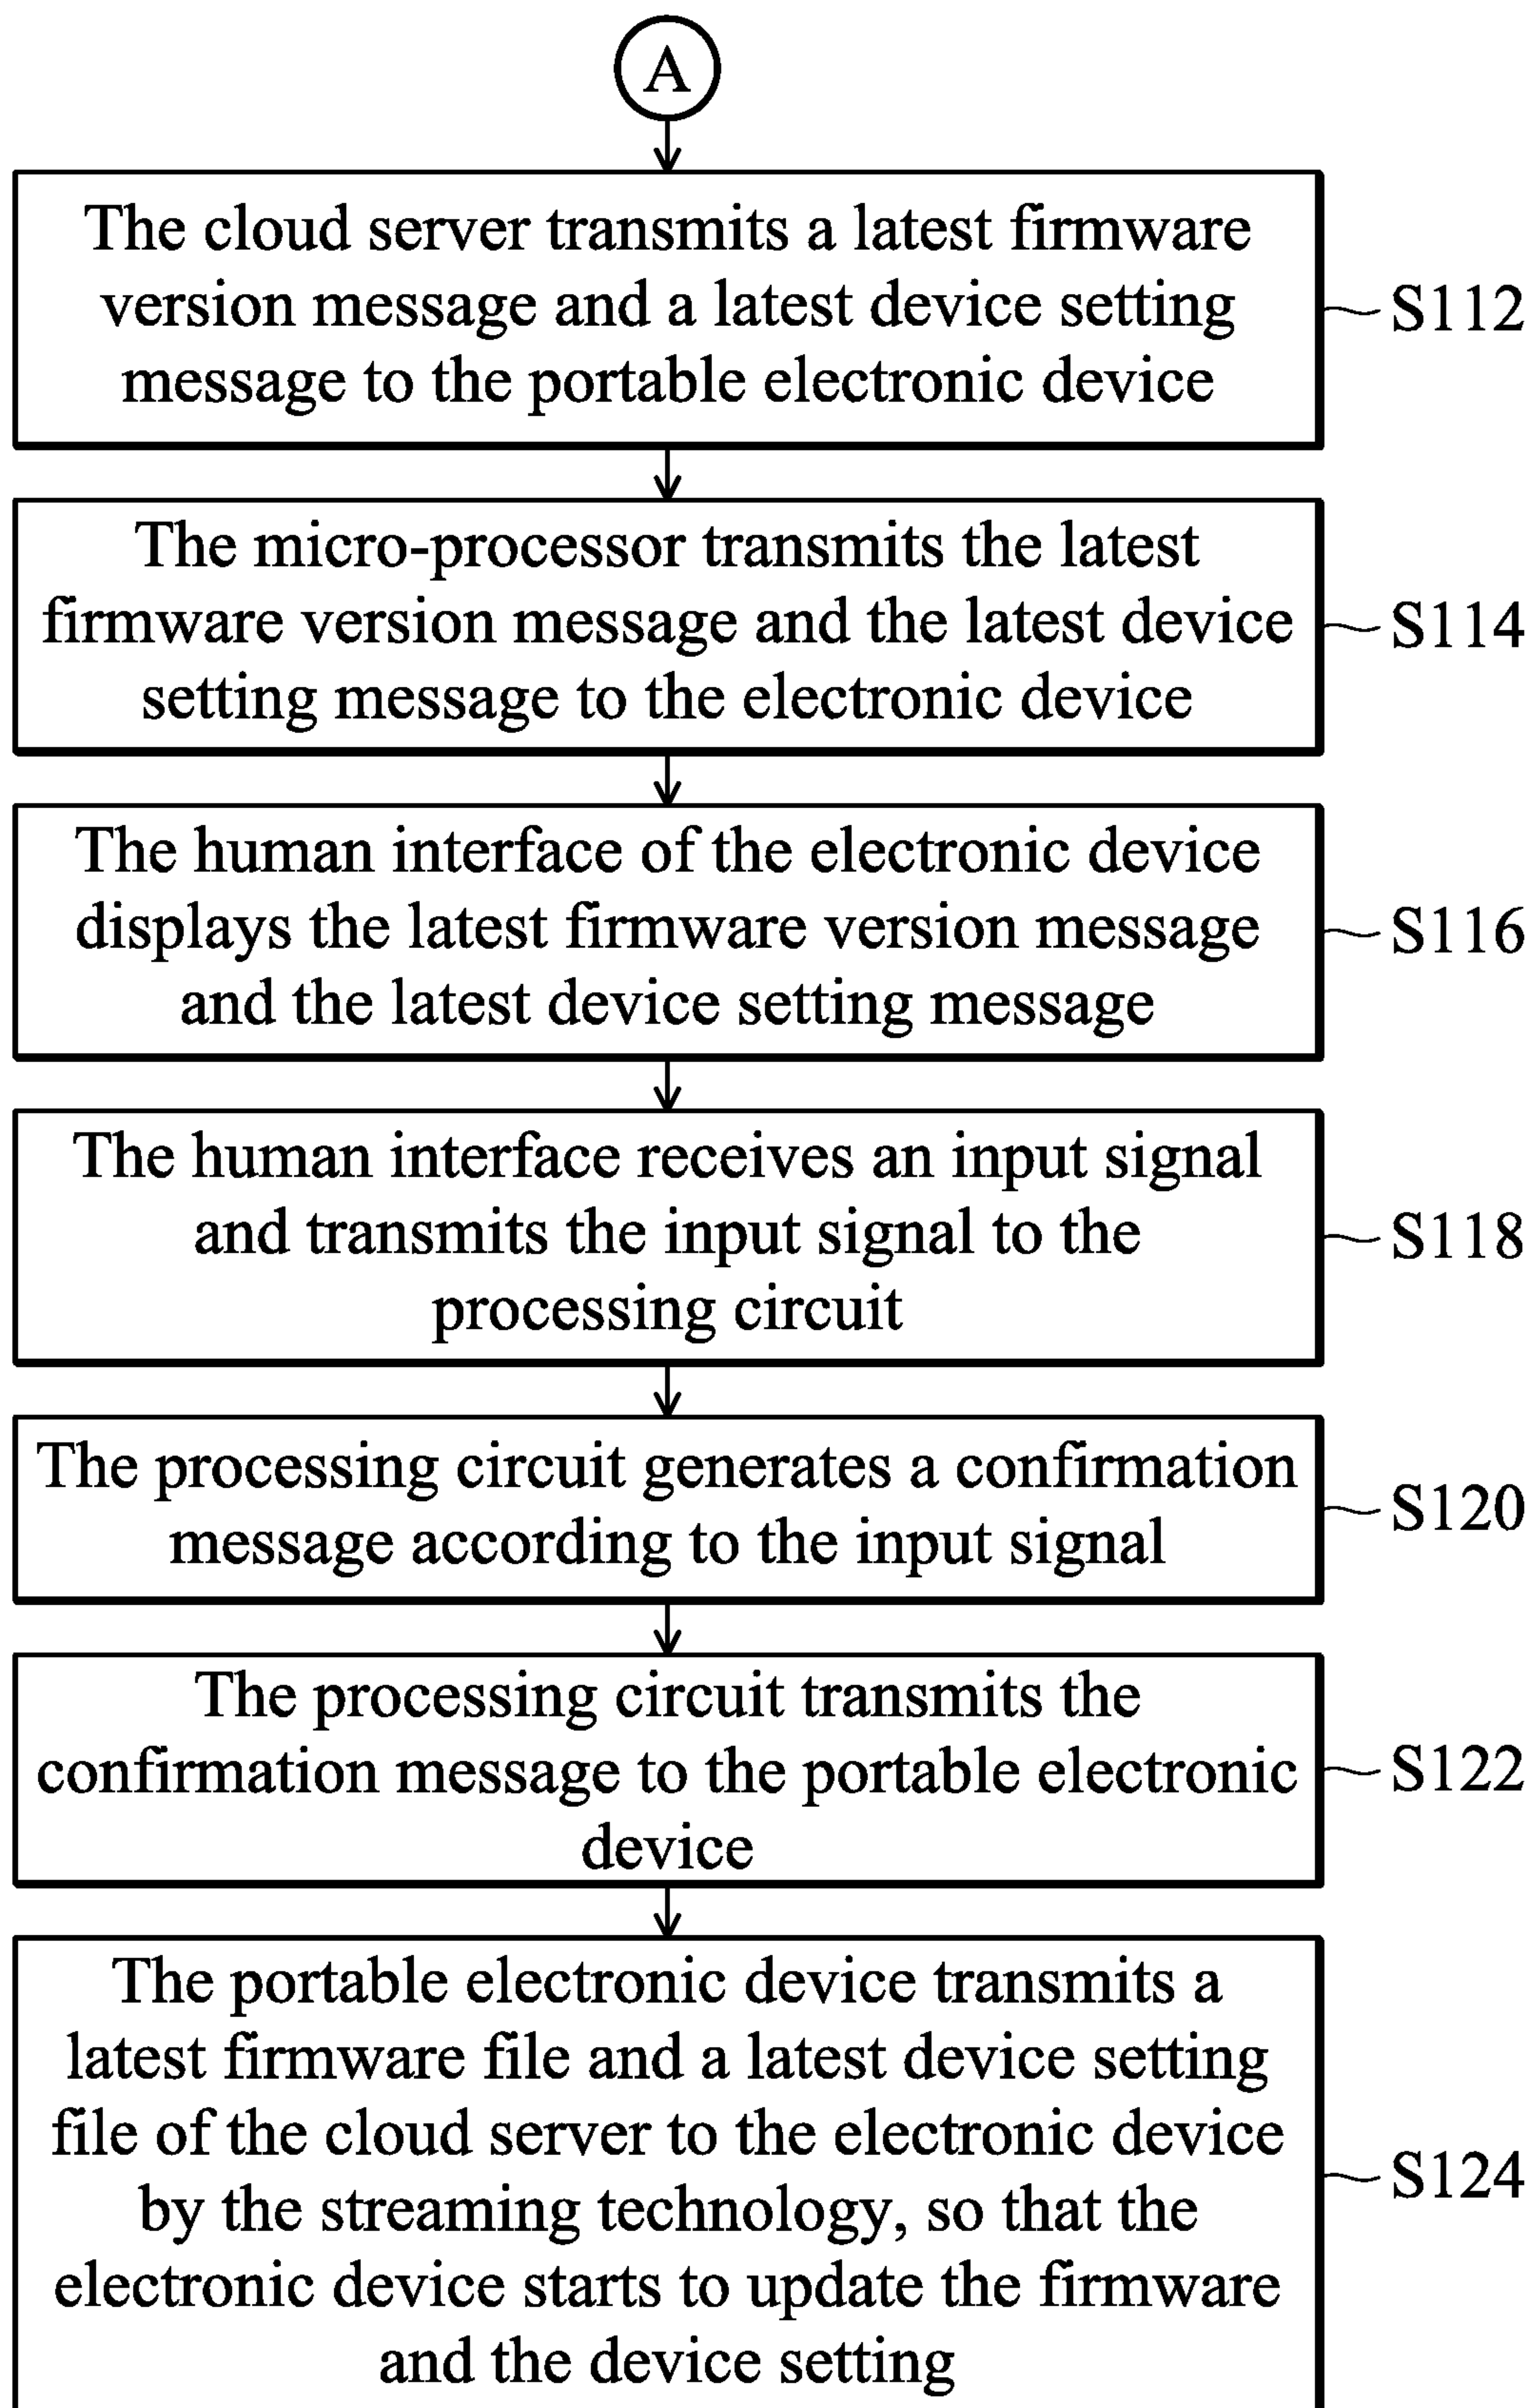 A
The cloud server transmits a latest firmware
version message and a latest device setting
message to the portable electronic device
S112
The micro-processor transmits the latest
firmware version message and the latest device
setting message to the electronic device
S114
The human interface of the electronic device
displays the latest firmware version message
and the latest device setting message
S116
The human interface receives an input signal
and transmits the input signal to the
processing circuit
S118
The processing circuit generates a confirmation
message according to the input signal
S120
The processing circuit transmits the
confirmation message to the portable electronic
device
S122
The portable electronic device transmits a
latest firmware file and a latest device setting
file of the cloud server to the electronic device
by the streaming technology, so that the
electronic device starts to update the firmware
and the device setting
S124